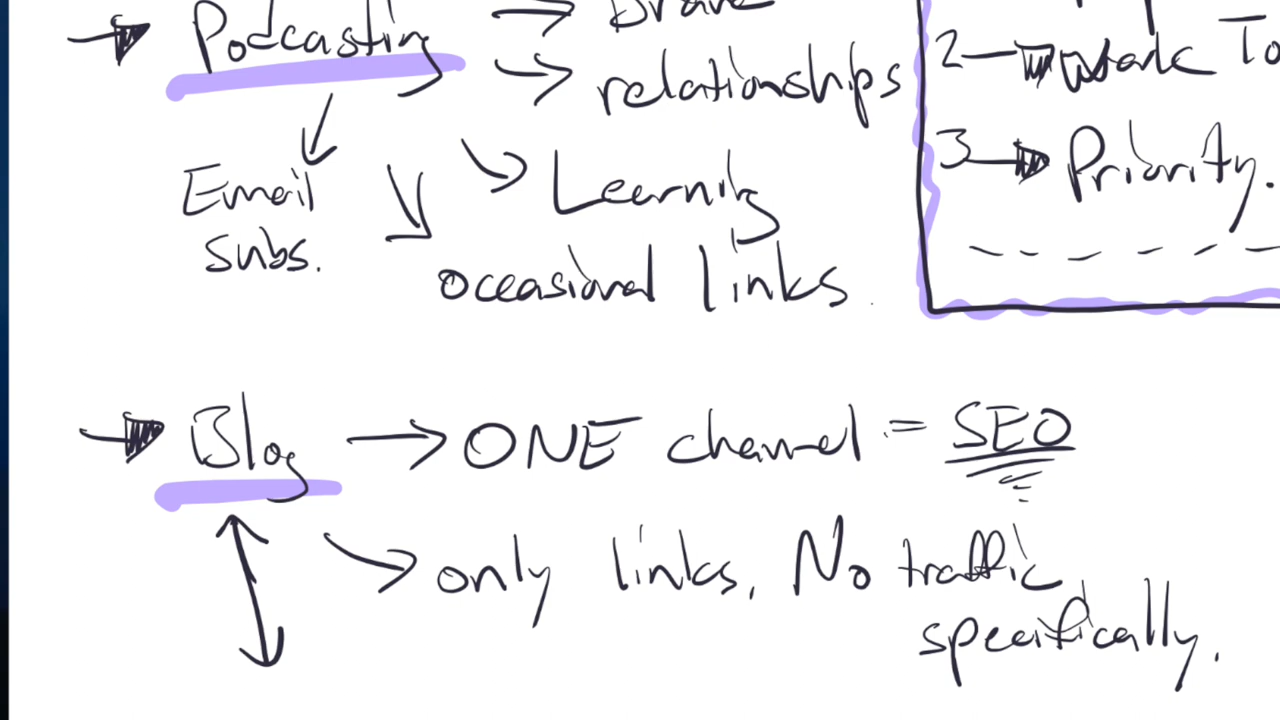 Podcasting
relationships
Email
subs.
Learning
occasional links
2 To
3 Priority.
Blog ONE channel = SEO
only links. No traffic
specifically.